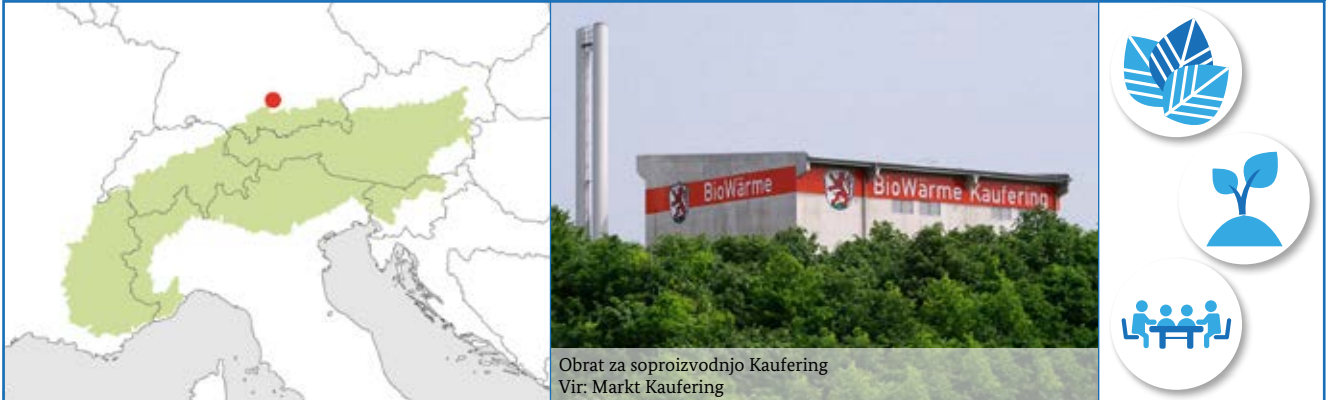 BioWärme
BioWärme Kaufering
Obrat za soproizvodnjo Kaufering
Vir: Markt Kaufering